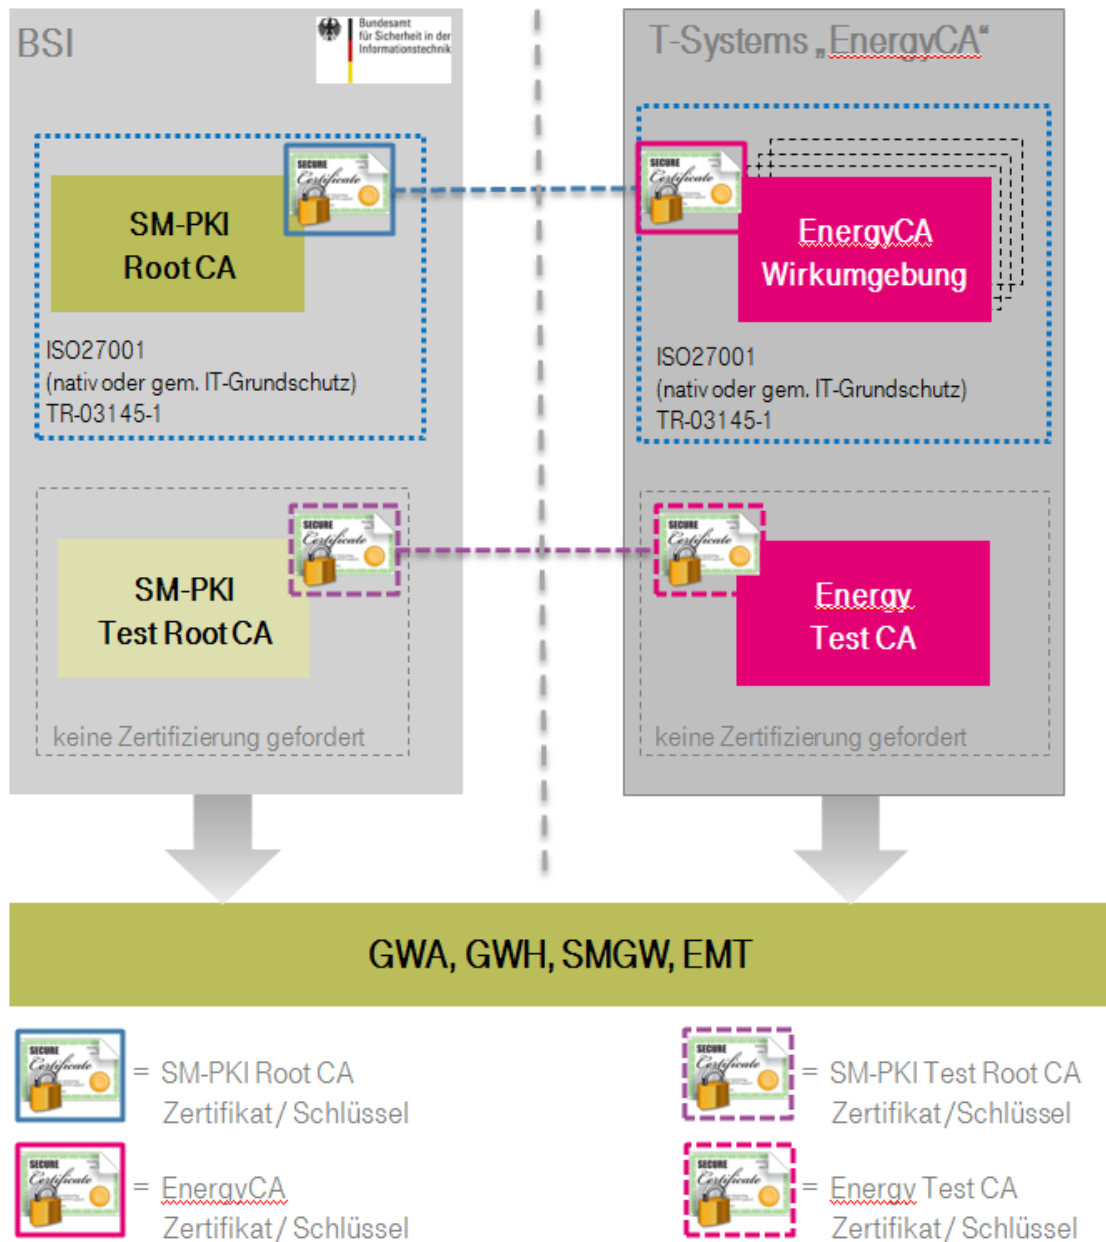 BSI
Bundesamt
für Sicherheit in der
Informationstechnik
T-Systems „EnergyCA“
SECURE
Certificate
SECURE
Certificate
SM-PKI
Root CA
EnergyCA
Wirkumgebung
ISO27001
(nativ oder gem. IT-Grundschutz)
TR-03145-1
ISO27001
(nativ oder gem. IT-Grundschutz)
TR-03145-1
SECURE
Certificate
SECURE
Certificate
SM-PKI
Test Root CA
Energy
Test CA
keine Zertifizierung gefordert
keine Zertifizierung gefordert
GWA, GWH, SMGW, EMT
SECURE
Certificate
= SM-PKI Root CA
Zertifikat / Schlüssel
SECURE
Certificate
= SM-PKI Test Root CA
Zertifikat/Schlüssel
SECURE
Certificate
= EnergyCA
Zertifikat / Schlüssel
SECURE
Certificate
= Energy Test CA
Zertifikat / Schlüssel